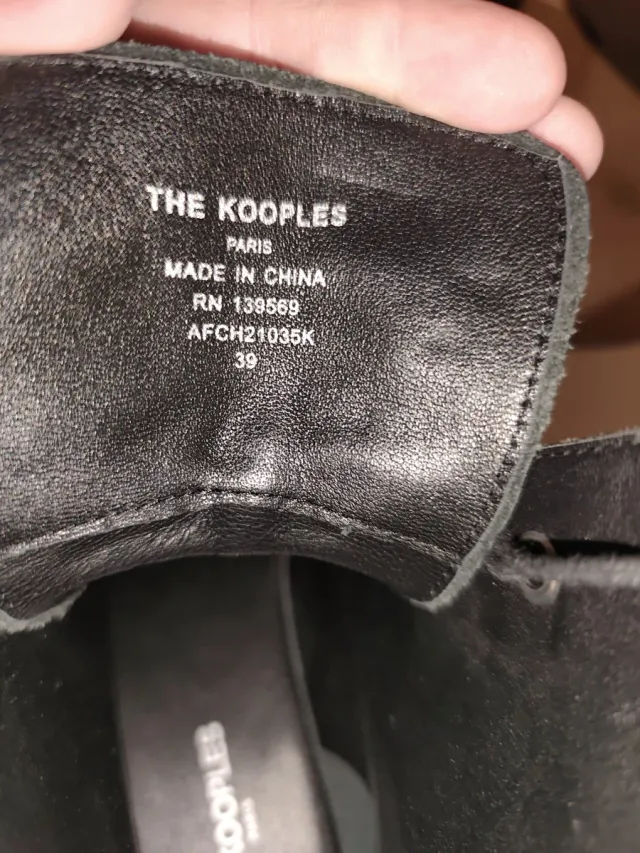 THE KOOPLES
PARIS
MADE IN CHINA
RN 139569
AFCH21035K
39
KOOPLES